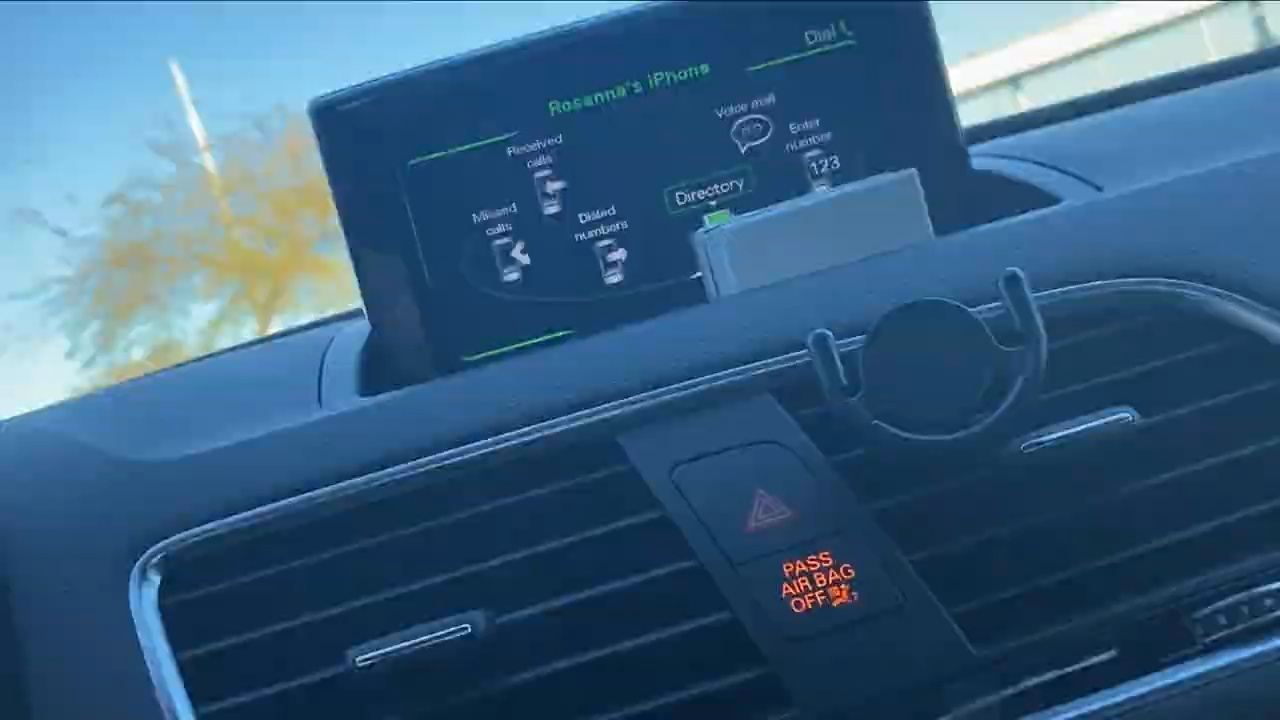 Dial
Rosanna's iPhone
Voice mail
Received
calls
Enter
number
123
Directory
Missed
calls
Dialed
numbers
PASS
AIR BAG
OFF